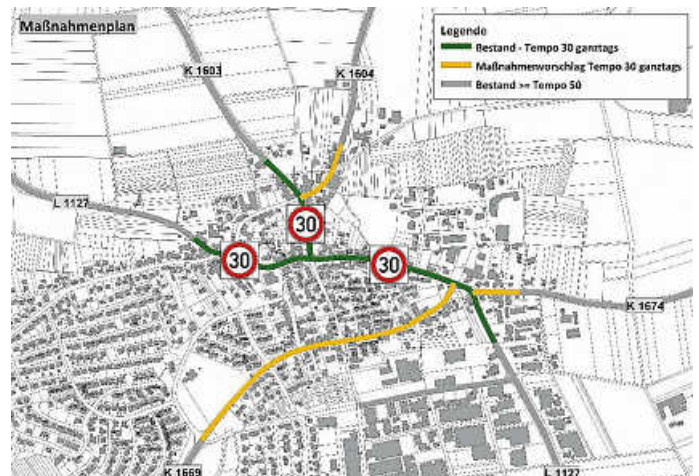 Maßnahmenplan
Legende
Bestand - Tempo 30 ganztags
Maßnahmenvorschlag Tempo 30 ganztags
Bestand >= Tempo 50
K 1603
K 1604
L 1127
30
30
30
K 1674
K 1669
L 1127